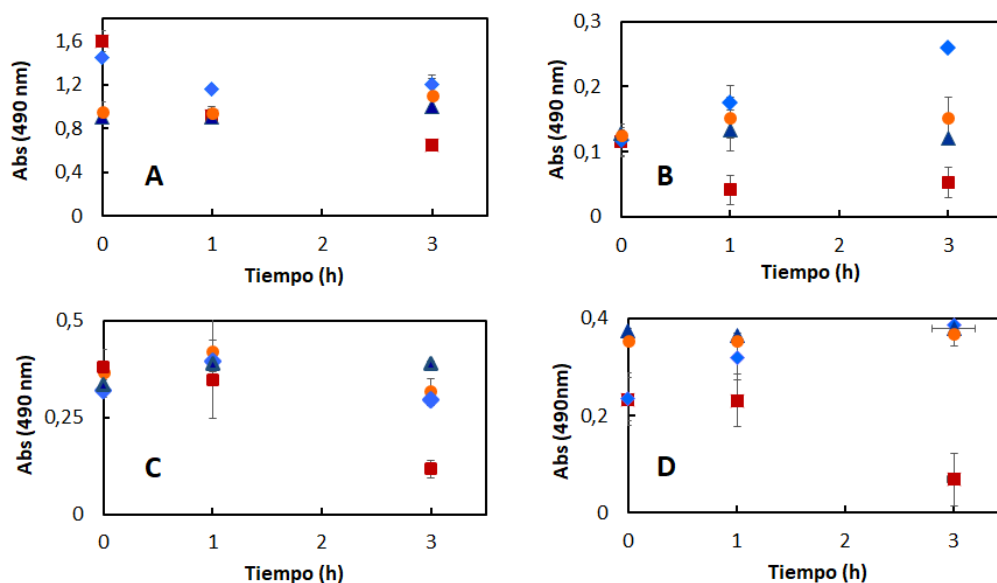 Abs (490 nm)
1,6
1,2
0,8
0,4
0
A
0 1 2 3
Tiempo (h)
Abs (490 nm)
0,3
0,2
0,1
0
B
0 1 2 3
Tiempo (h)
Abs (490 nm)
0,5
0,25
0
C
0 1 2 3
Tiempo (h)
Abs (490nm)
0,4
0,2
0
D
0 1 2 3
Tiempo (h)